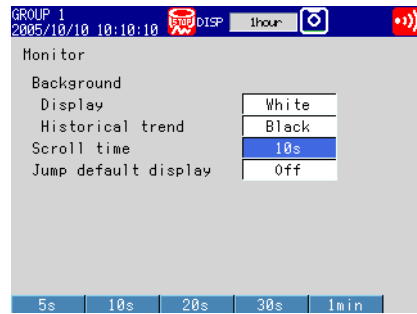 GROUP 1
2005/10/10 10:10:10 STOP DISP 1hour
Monitor
Background
Display White
Historical trend Black
Scroll time 10s
Jump default display Off
5s 10s 20s 30s 1min